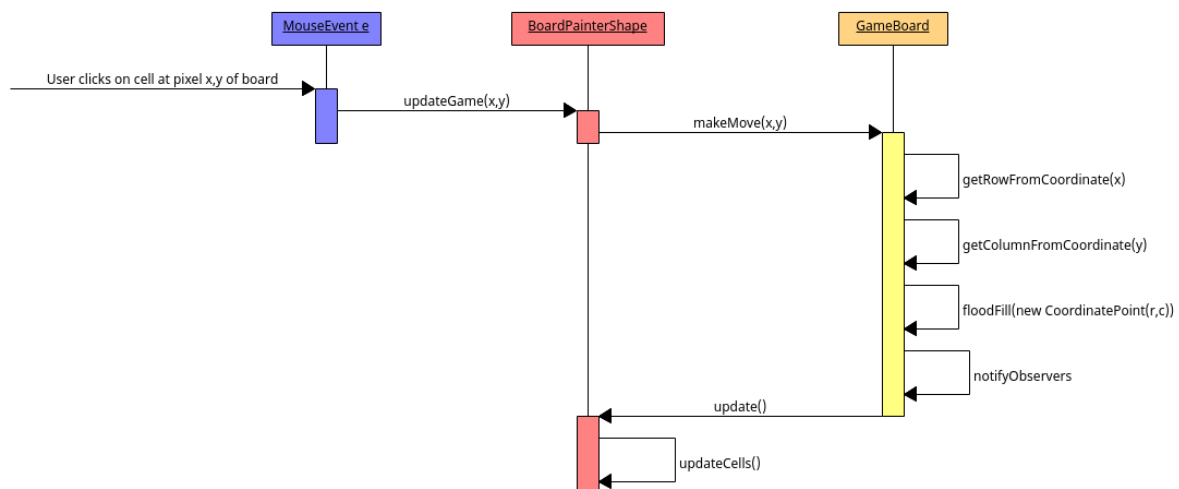 MouseEvent e
BoardPainterShape
GameBoard
User clicks on cell at pixel x,y of board
updateGame(x,y)
makeMove(x,y)
getRowFromCoordinate(x)
getColumnFromCoordinate(y)
floodFill(new CoordinatePoint(r,c))
notifyObservers
update()
updateCells()